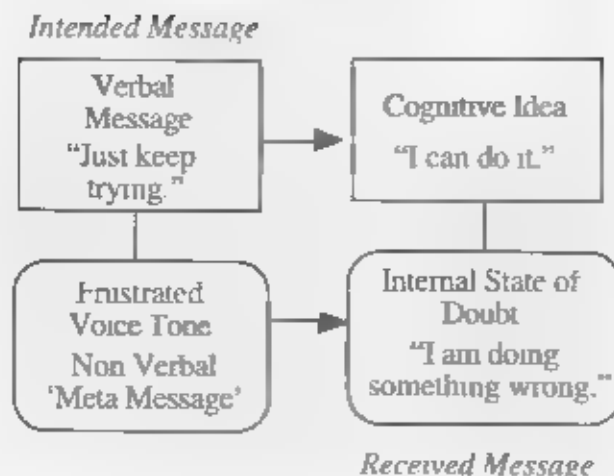 Intended Message
Verbal
Message
“Just keep
trying.”
Cognitive Idea
“I can do it.”
Frustrated
Voice Tone
Non Verbal
‘Meta Message’
Internal State of
Doubt
“I am doing
something wrong.”
Received Message